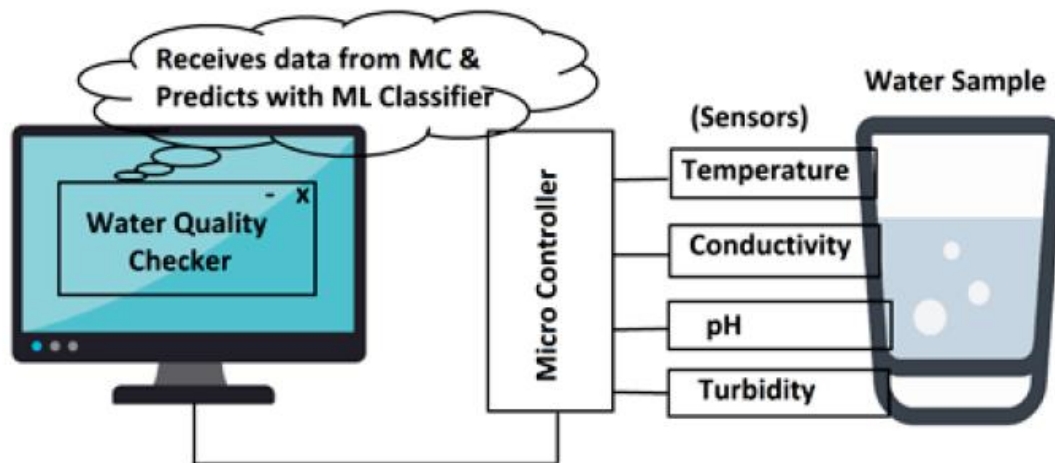 Receives data from MC &
Predicts with ML Classifier
- x
Water Quality
Checker
Micro Controller
(Sensors)
Temperature
Conductivity
pH
Turbidity
Water Sample